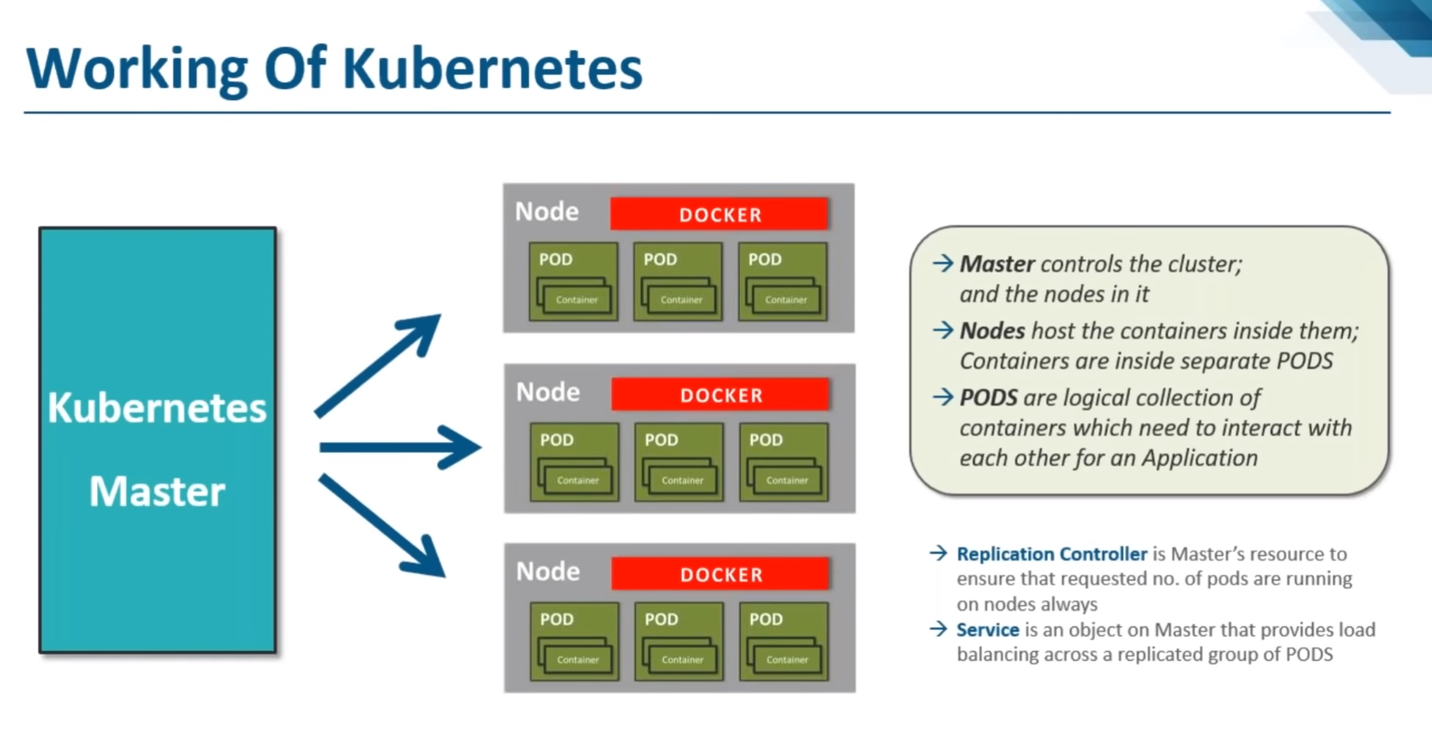 Working Of Kubernetes
Kubernetes
Master
Node
DOCKER
POD
POD
POD
Container
Container
Container
Node
DOCKER
POD
POD
POD
Container
Container
Container
Node
DOCKER
POD
POD
POD
Container
Container
Container
→ Master controls the cluster;
and the nodes in it
→ Nodes host the containers inside them;
Containers are inside separate PODS
→ PODS are logical collection of
containers which need to interact with
each other for an Application
→ Replication Controller is Master’s resource to
ensure that requested no. of pods are running
on nodes always
→ Service is an object on Master that provides load
balancing across a replicated group of PODS